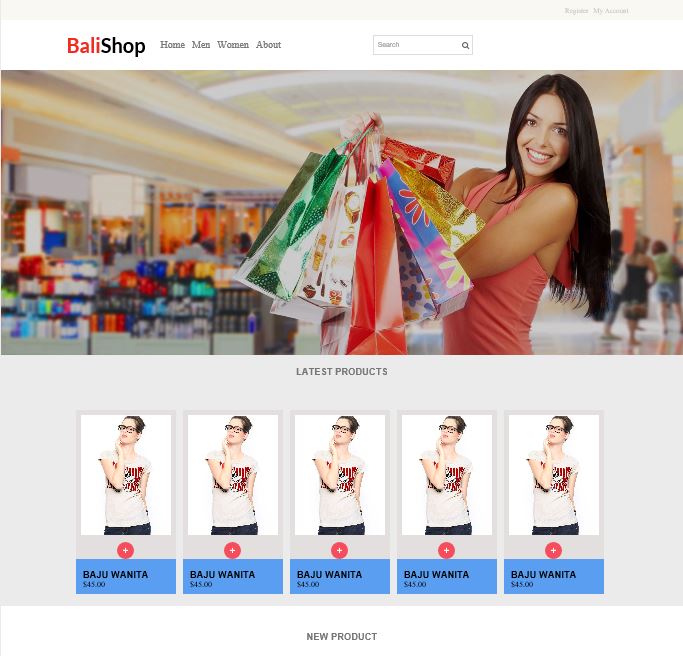 Register My Account
BaliShop Home Men Women About Search
LATEST PRODUCTS
BAJU WANITA BAJU WANITA BAJU WANITA BAJU WANITA BAJU WANITA
$45.00 $45.00 $45.00 $45.00 $45.00
NEW PRODUCT